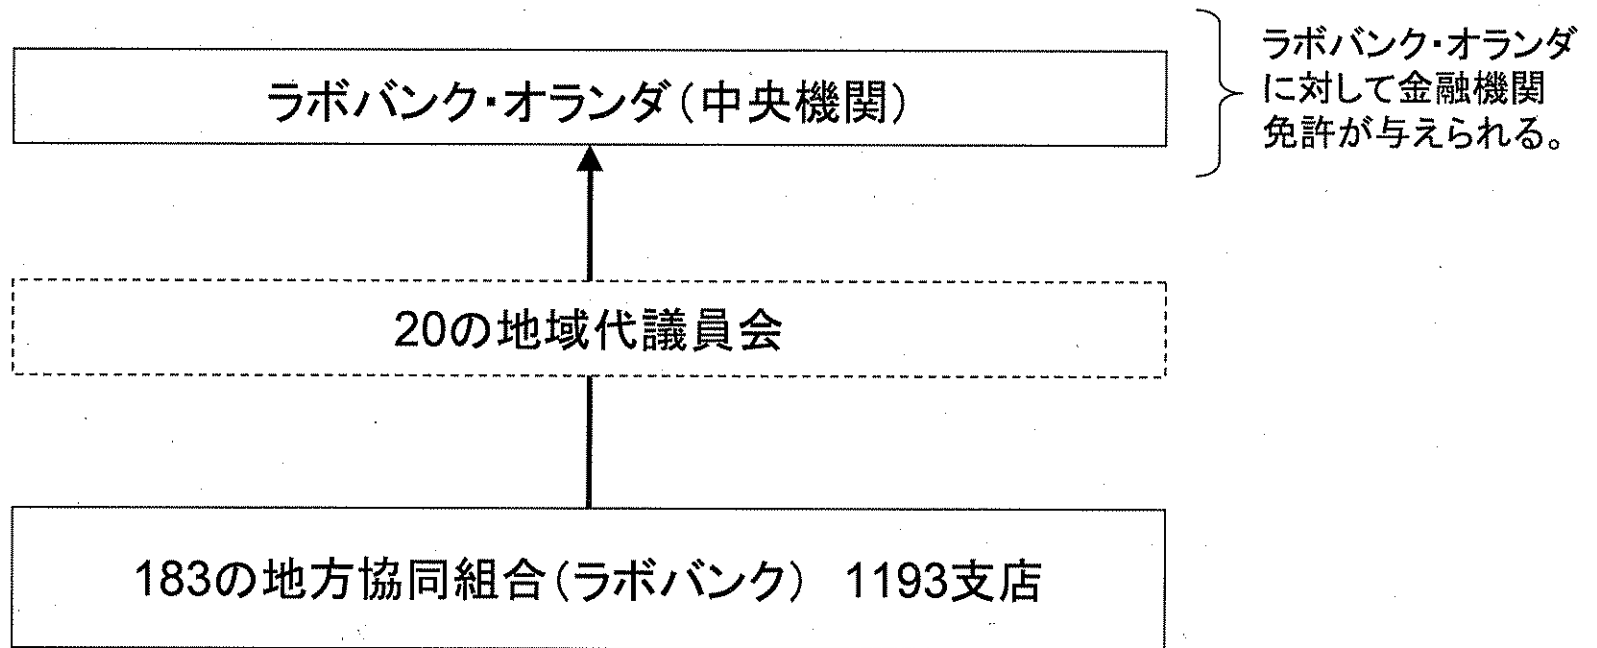 ラボバンク・オランダ（中央機関）
ラボバンク・オランダ
に対して金融機関
免許が与えられる。
20の地域代議員会
183の地方協同組合（ラボバンク） 1193支店